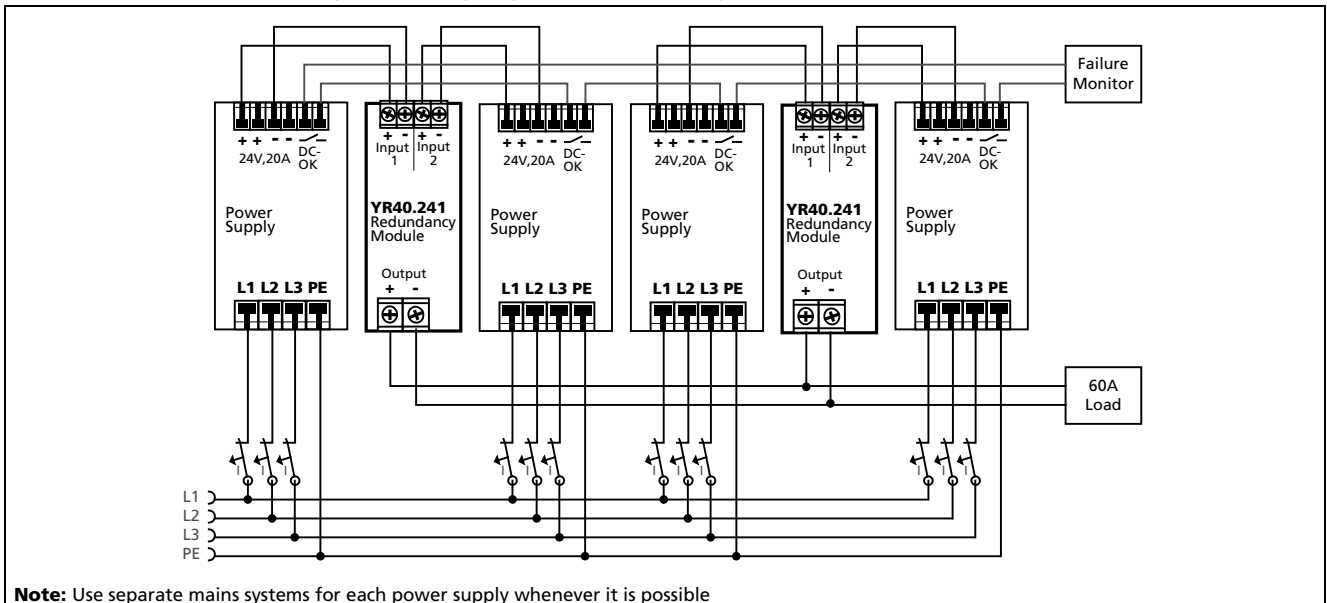 Failure
Monitor
+ + - -
24V,20A
DC-
OK
Power
Supply
L1 L2 L3 PE
+ - + -
Input
1
Input
2
YR40.241
Redundancy
Module
Output
+ -
+ + - -
24V,20A
DC-
OK
Power
Supply
L1 L2 L3 PE
+ + - -
24V,20A
DC-
OK
Power
Supply
L1 L2 L3 PE
+ - + -
Input
1
Input
2
YR40.241
Redundancy
Module
Output
+ -
+ + - -
24V,20A
DC-
OK
Power
Supply
L1 L2 L3 PE
60A
Load
I I I
I I I
I I I
I I I
L1
L2
L3
PE
Note: Use separate mains systems for each power supply whenever it is possible